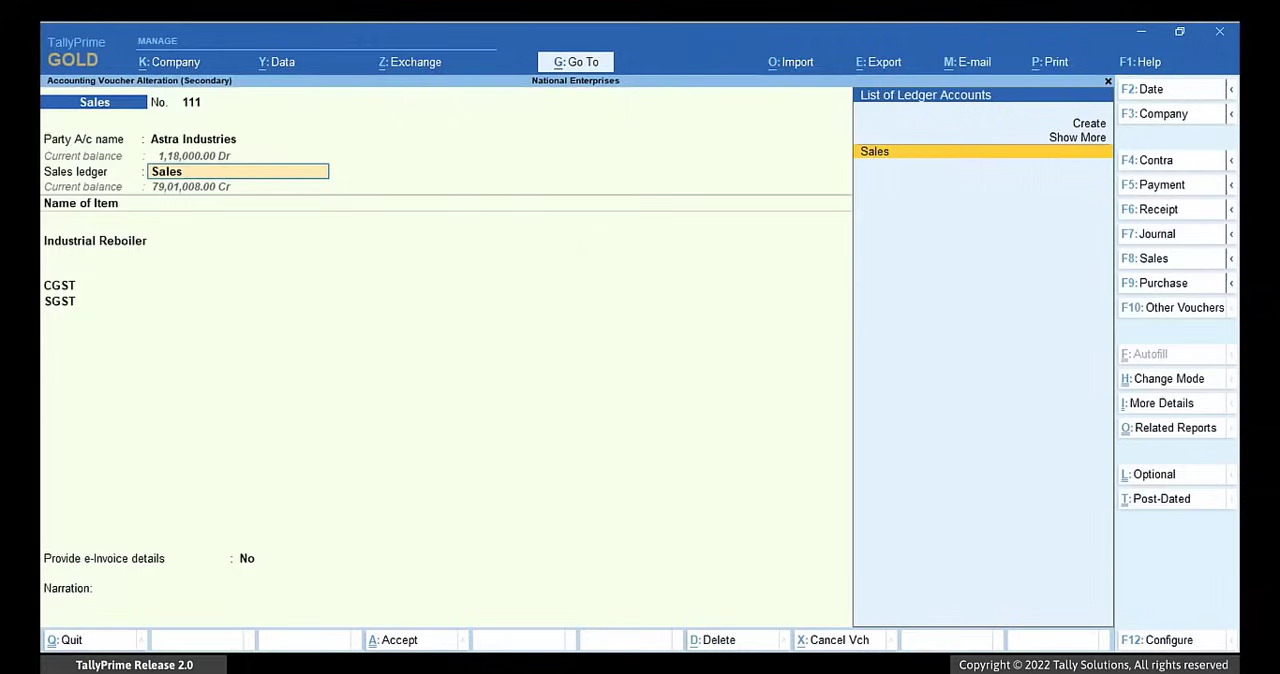 TallyPrime
GOLD
MANAGE
K: Company Y: Data Z: Exchange G: Go To O: Import E: Export M: E-mail P: Print F1: Help
Accounting Voucher Alteration (Secondary) National Enterprises
Sales No. 111
Party A/c name : Astra Industries
Current balance : 1,18,000.00 Dr
Sales ledger : Sales
Current balance : 79,01,008.00 Cr
Name of Item
Industrial Reboiler
CGST
SGST
Provide e-Invoice details : No
Narration:
List of Ledger Accounts
Create
Show More
Sales
F2: Date
F3: Company
F4: Contra
F5: Payment
F6: Receipt
F7: Journal
F8: Sales
F9: Purchase
F10: Other Vouchers
F: Autofill
H: Change Mode
I: More Details
O: Related Reports
L: Optional
T: Post-Dated
Q: Quit A: Accept D: Delete X: Cancel Vch F12: Configure
TallyPrime Release 2.0
Copyright © 2022 Tally Solutions, All rights reserved